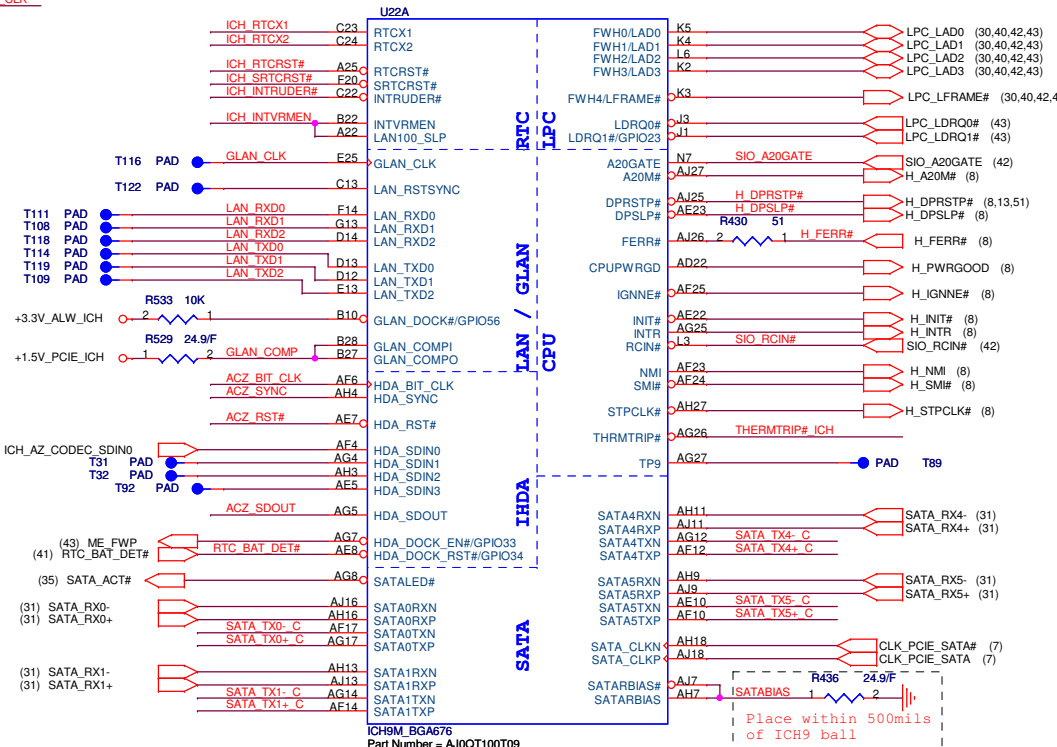 U22A
ICH_RTCX1 C23 RTCX1
ICH_RTCX2 C24 RTCX2
ICH_RTCRST# A25 RTCRST#
ICH_SRTCRST# F20 SRTCRST#
ICH_INTRUDER# C22 INTRUDER#
ICH_INTVRMEN B22 INTVRMEN
A22 LAN100_SLP
T116 PAD GLAN_CLK E25 GLAN_CLK
T122 PAD C13 LAN_RSTSYNC
T111 PAD LAN_RXD0 F14 LAN_RXD0
T108 PAD LAN_RXD1 G13 LAN_RXD1
T118 PAD LAN_RXD2 D14 LAN_RXD2
T114 PAD LAN_TXD0 D13 LAN_TXD0
T119 PAD LAN_TXD1 D12 LAN_TXD1
T109 PAD LAN_TXD2 E13 LAN_TXD2
R533 10K
+3.3V_ALW_ICH 2 1 B10 GLAN_DOCK#/GPIO56
R529 24.9/F
+1.5V_PCIE_ICH 1 2 GLAN_COMP B28 GLAN_COMPI
B27 GLAN_COMPO
ACZ_BIT_CLK AF6 HDA_BIT_CLK
ACZ_SYNC AH4 HDA_SYNC
ACZ_RST# AE7 HDA_RST#
ICH_AZ_CODEC_SDIN0 AF4 HDA_SDIN0
T31 PAD AG4 HDA_SDIN1
T32 PAD AH3 HDA_SDIN2
T92 PAD AE5 HDA_SDIN3
ACZ_SDOUT AG5 HDA_SDOUT
(43) ME_FWP AG7 HDA_DOCK_EN#/GPIO33
(41) RTC_BAT_DET# RTC_BAT_DET# AE8 HDA_DOCK_RST#/GPIO34
(35) SATA_ACT# AG8 SATALED#
(31) SATA_RX0- AJ16 SATA0RXN
(31) SATA_RX0+ AH16 SATA0RXP
SATA_TX0-_C AF17 SATA0TXN
SATA_TX0+_C AG17 SATA0TXP
(31) SATA_RX1- AH13 SATA1RXN
(31) SATA_RX1+ AJ13 SATA1RXP
SATA_TX1-_C AG14 SATA1TXN
SATA_TX1+_C AF14 SATA1TXP
RTC
LPC
LAN / GLAN
CPU
IHDA
SATA
FWH0/LAD0 K5 LPC_LAD0 (30,40,42,43)
FWH1/LAD1 K4 LPC_LAD1 (30,40,42,43)
FWH2/LAD2 L6 LPC_LAD2 (30,40,42,43)
FWH3/LAD3 K2 LPC_LAD3 (30,40,42,43)
FWH4/LFRAME# K3 LPC_LFRAME# (30,40,42,4
LDRQ0# J3 LPC_LDRQ0# (43)
LDRQ1#/GPIO23 J1 LPC_LDRQ1# (43)
A20GATE N7 SIO_A20GATE SIO_A20GATE (42)
A20M# AJ27 H_A20M# (8)
DPRSTP# AJ25 H_DPRSTP# H_DPRSTP# (8,13,51)
DPSLP# AE23 H_DPSLP# H_DPSLP# (8)
R430 51
FERR# AJ26 2 1 H_FERR# H_FERR# (8)
CPUPWRGD AD22 H_PWRGOOD (8)
IGNNE# AF25 H_IGNNE# (8)
INIT# AE22 H_INIT# (8)
INTR AG25 H_INTR (8)
RCIN# L3 SIO_RCIN# SIO_RCIN# (42)
NMI AF23 H_NMI (8)
SMI# AF24 H_SMI# (8)
STPCLK# AH27 H_STPCLK# (8)
THRMTRIP# AG26 THERMTRIP#_ICH
TP9 AG27 PAD T89
SATA4RXN AH11 SATA_RX4- (31)
SATA4RXP AJ11 SATA_RX4+ (31)
SATA4TXN AG12 SATA_TX4-_C
SATA4TXP AF12 SATA_TX4+_C
SATA5RXN AH9 SATA_RX5- (31)
SATA5RXP AJ9 SATA_RX5+ (31)
SATA5TXN AE10 SATA_TX5-_C
SATA5TXP AF10 SATA_TX5+_C
SATA_CLKN AH18 CLK_PCIE_SATA# (7)
SATA_CLKP AJ18 CLK_PCIE_SATA (7)
SATARBIAS# AJ7 R436 24.9/F
SATARBIAS AH7 SATABIAS 1 2
Place within 500mils
of ICH9 ball
ICH9M_BGA676
Part Number = AJ0QT100T09